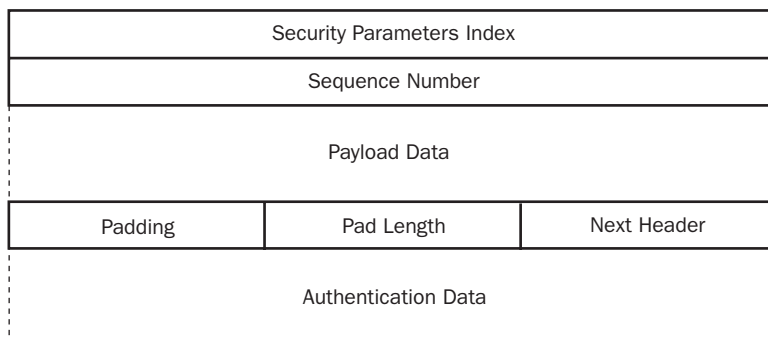 Security Parameters Index
Sequence Number
Payload Data
Padding Pad Length Next Header
Authentication Data